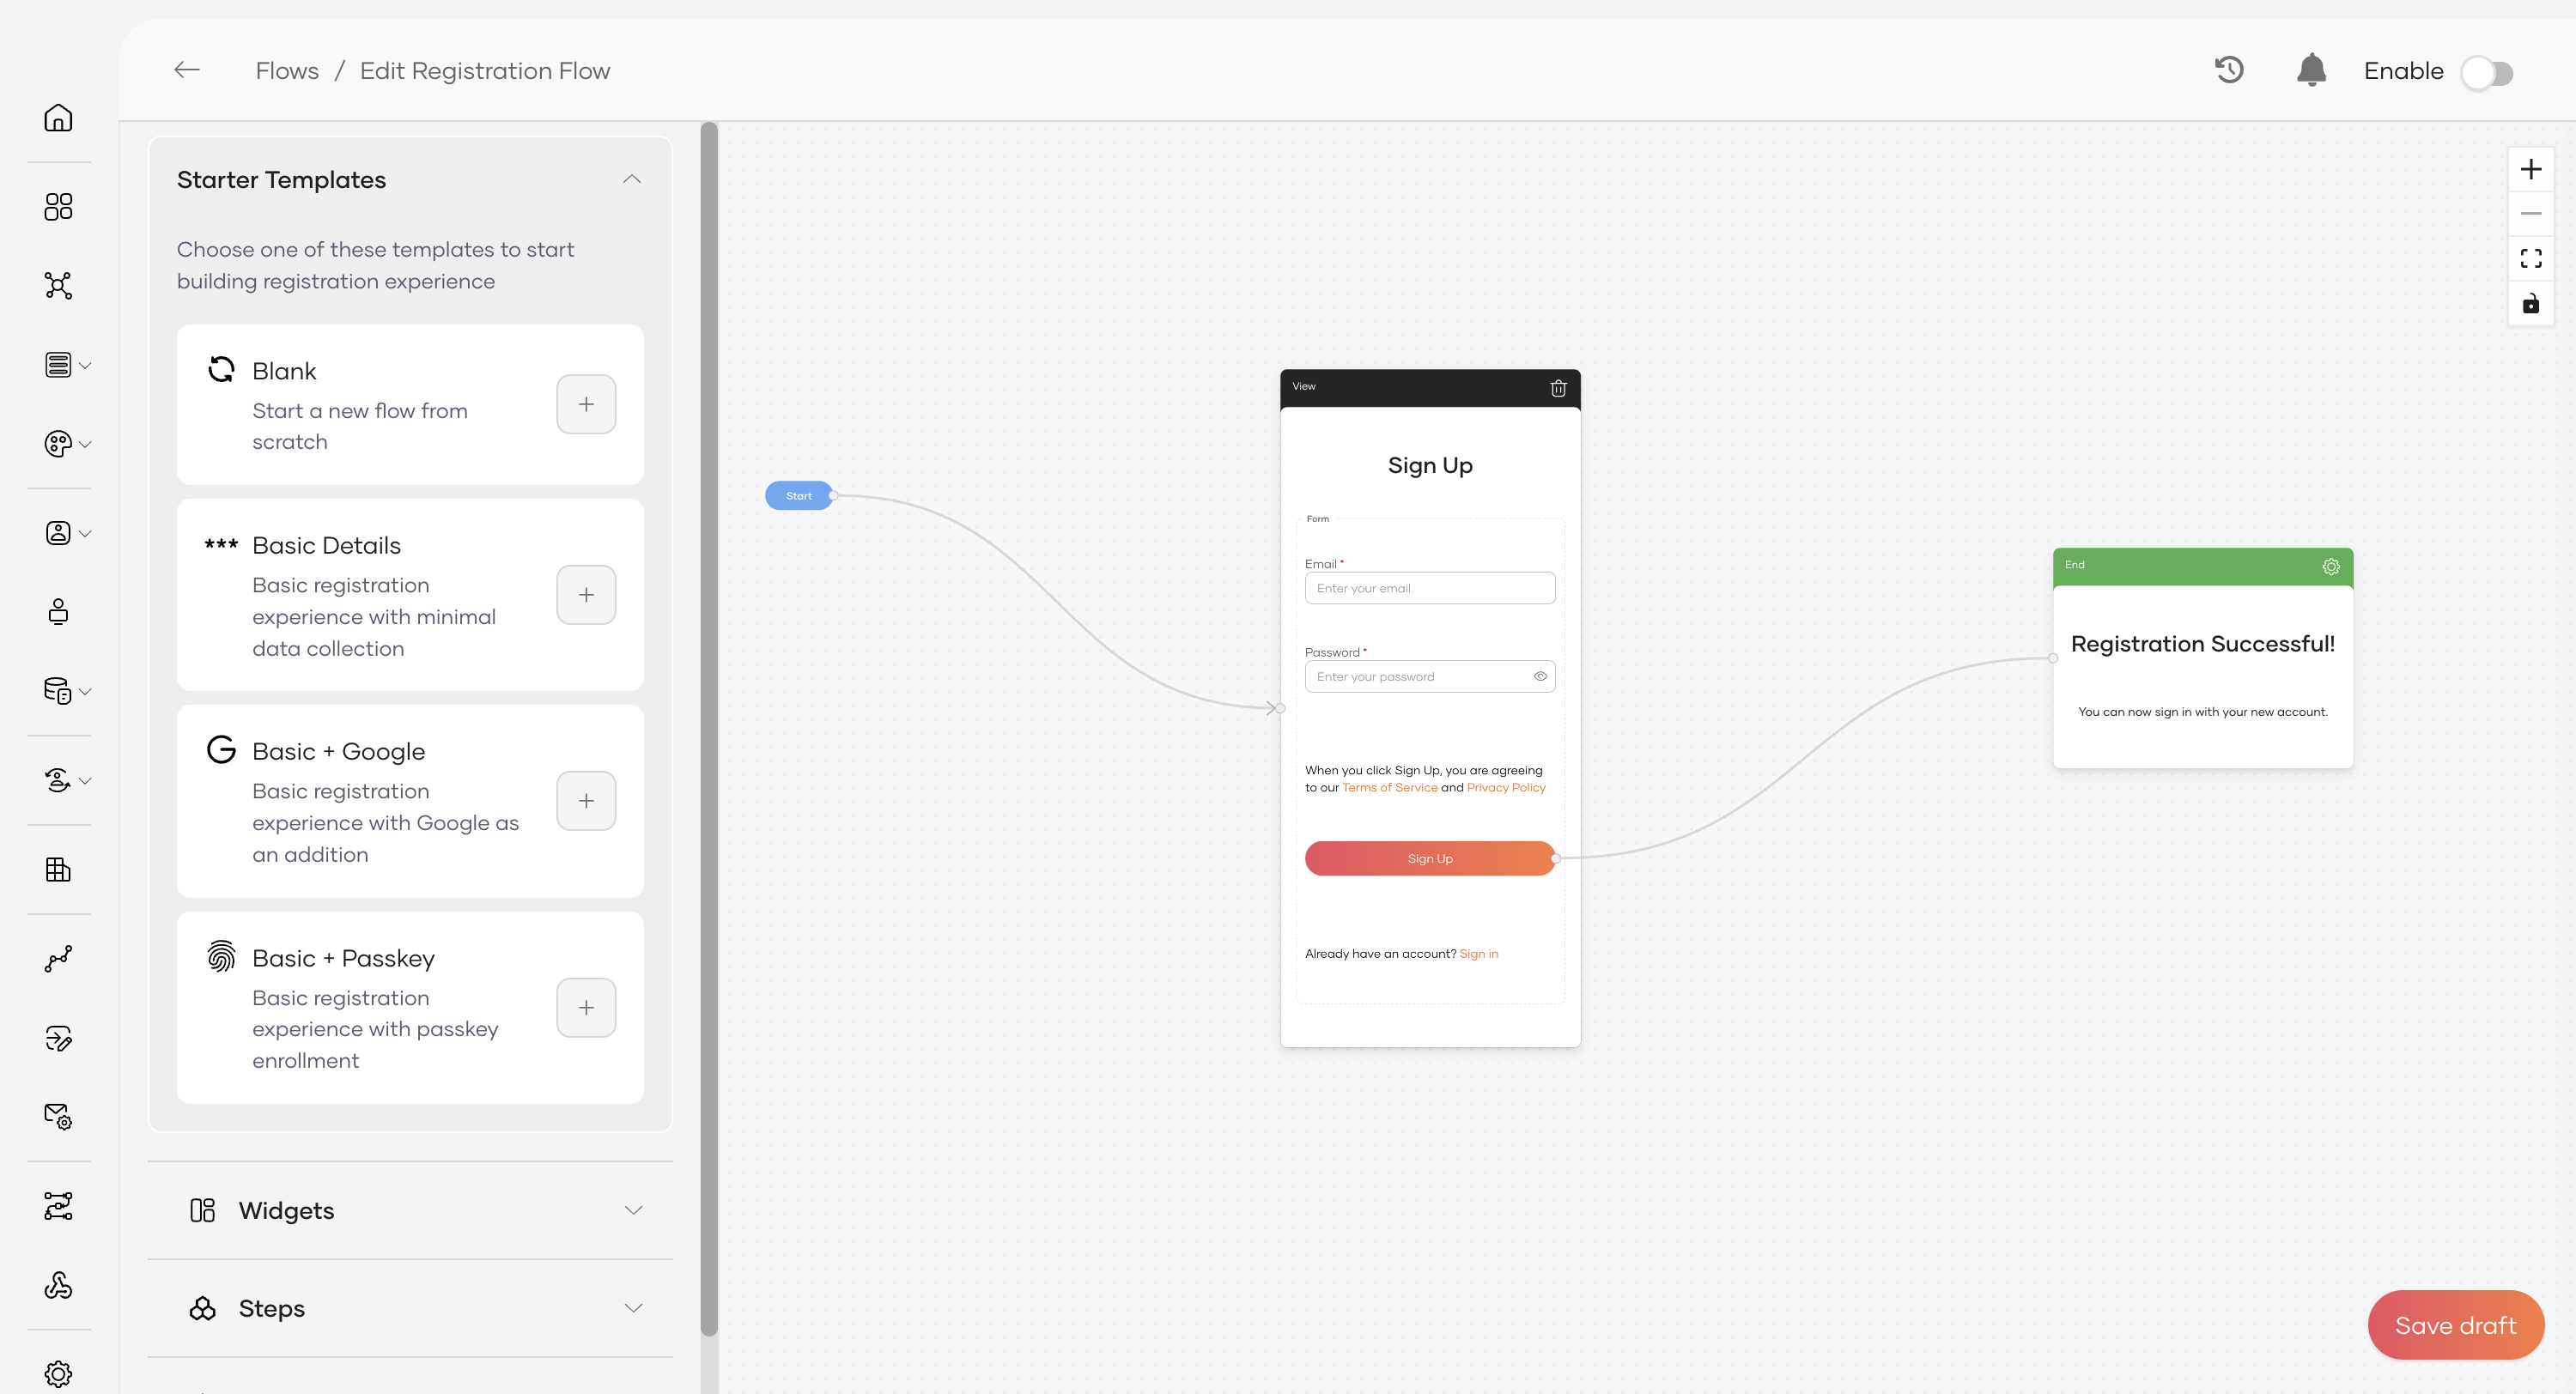 Flows / Edit Registration Flow
Enable
Starter Templates
Choose one of these templates to start
building registration experience
Blank
Start a new flow from
scratch
*** Basic Details
Basic registration
experience with minimal
data collection
Basic + Google
Basic registration
experience with Google as
an addition
Basic + Passkey
Basic registration
experience with passkey
enrollment
Widgets
Steps
Start
View
Sign Up
Form
Email *
Enter your email
Password *
Enter your password
When you click Sign Up, you are agreeing
to our Terms of Service and Privacy Policy
Sign Up
Already have an account? Sign in
End
Registration Successful!
You can now sign in with your new account.
Save draft